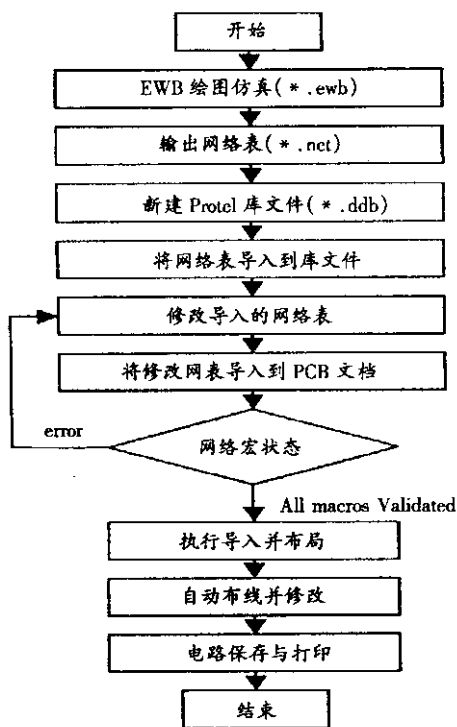 开始
EWB 绘图仿真(*.ewb)
输出网络表(*.net)
新建 Protel 库文件(*.ddb)
将网络表导入到库文件
修改导入的网络表
将修改网表导入到 PCB 文档
error
网络宏状态
All macros Validated
执行导入并布局
自动布线并修改
电路保存与打印
结束